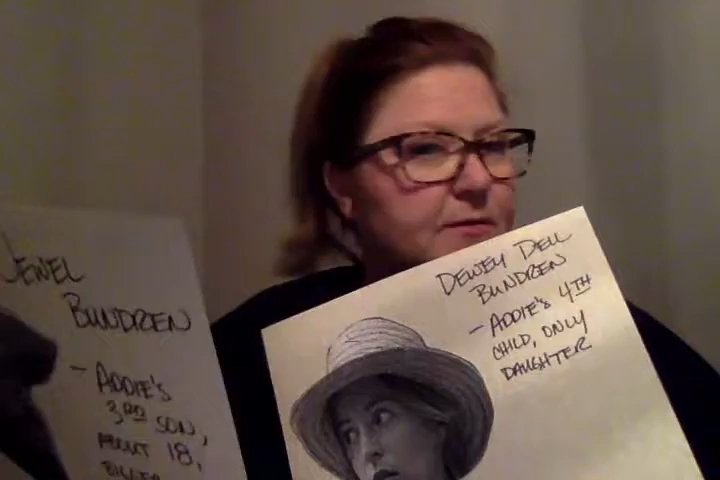 JEWEL
BUNDREN
- ADDIE'S
3RD SON,
ABOUT 18,
DEWEY DELL
BUNDREN
- ADDIE'S 4TH
CHILD, ONLY
DAUGHTER